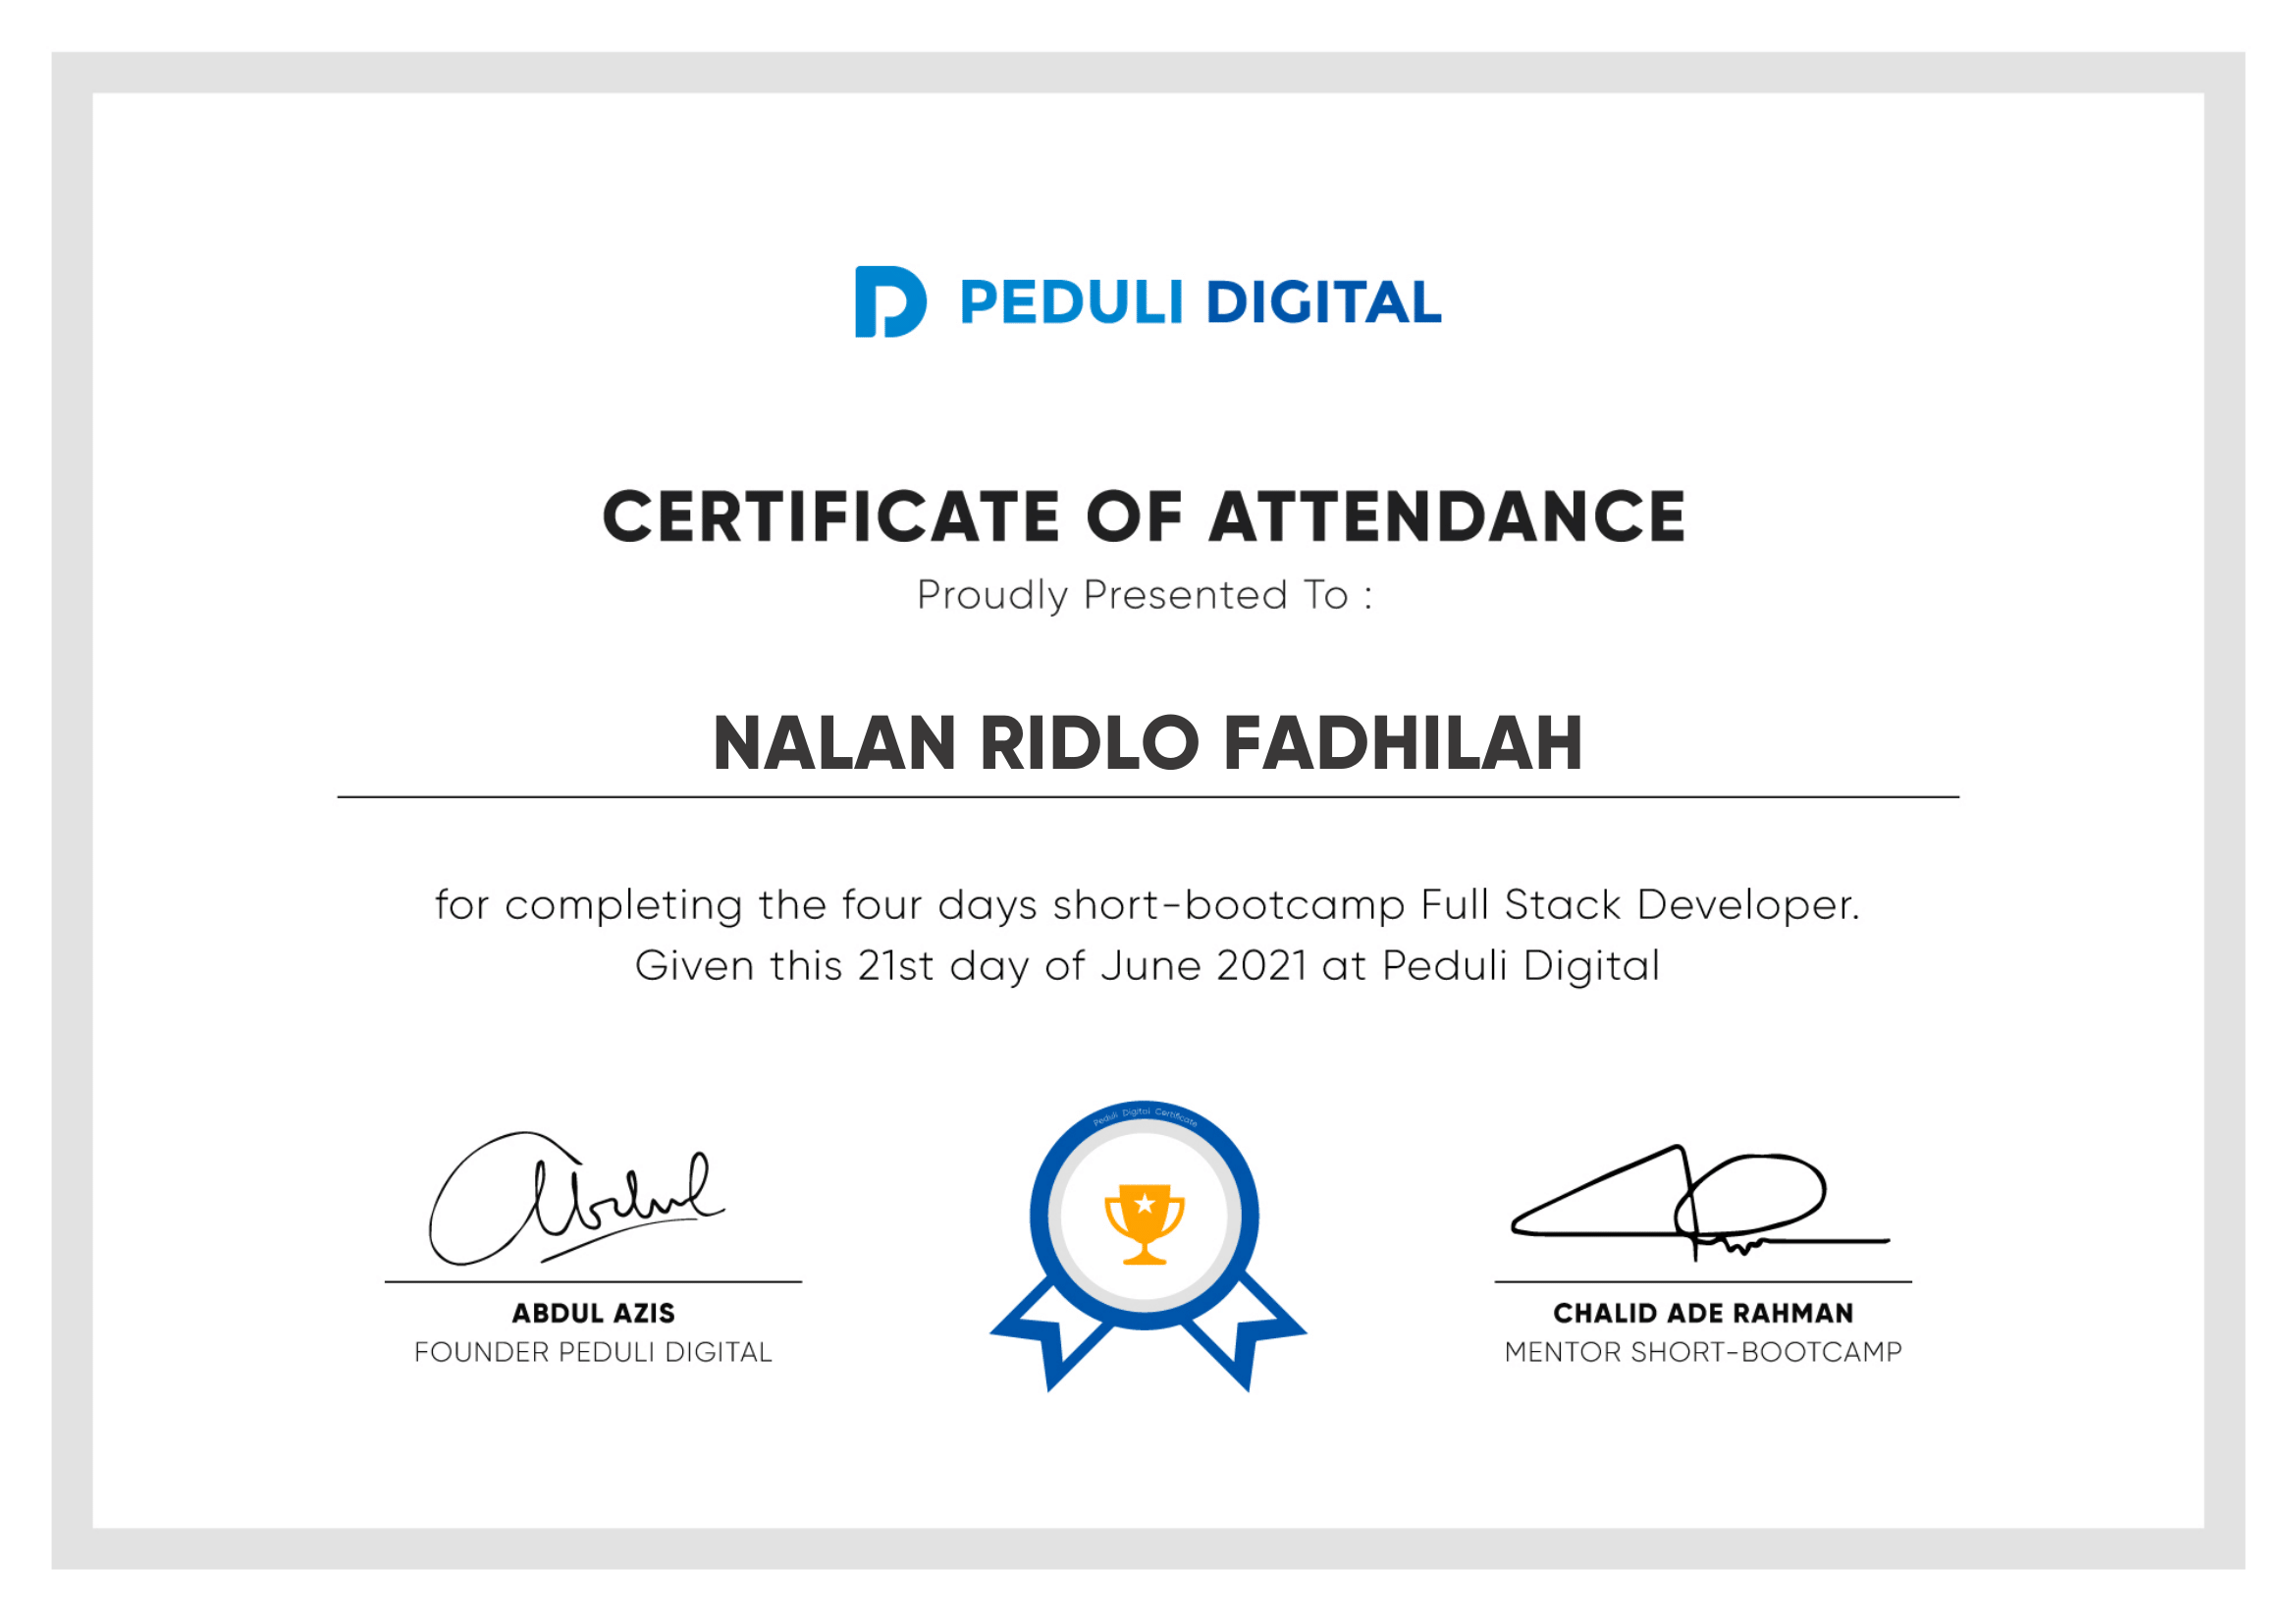 PEDULI DIGITAL
CERTIFICATE OF ATTENDANCE
Proudly Presented To :
NALAN RIDLO FADHILAH
for completing the four days short-bootcamp Full Stack Developer.
Given this 21st day of June 2021 at Peduli Digital
Peduli Digital Certificate
Abdul
ABDUL AZIS
FOUNDER PEDULI DIGITAL
CHALID ADE RAHMAN
MENTOR SHORT-BOOTCAMP